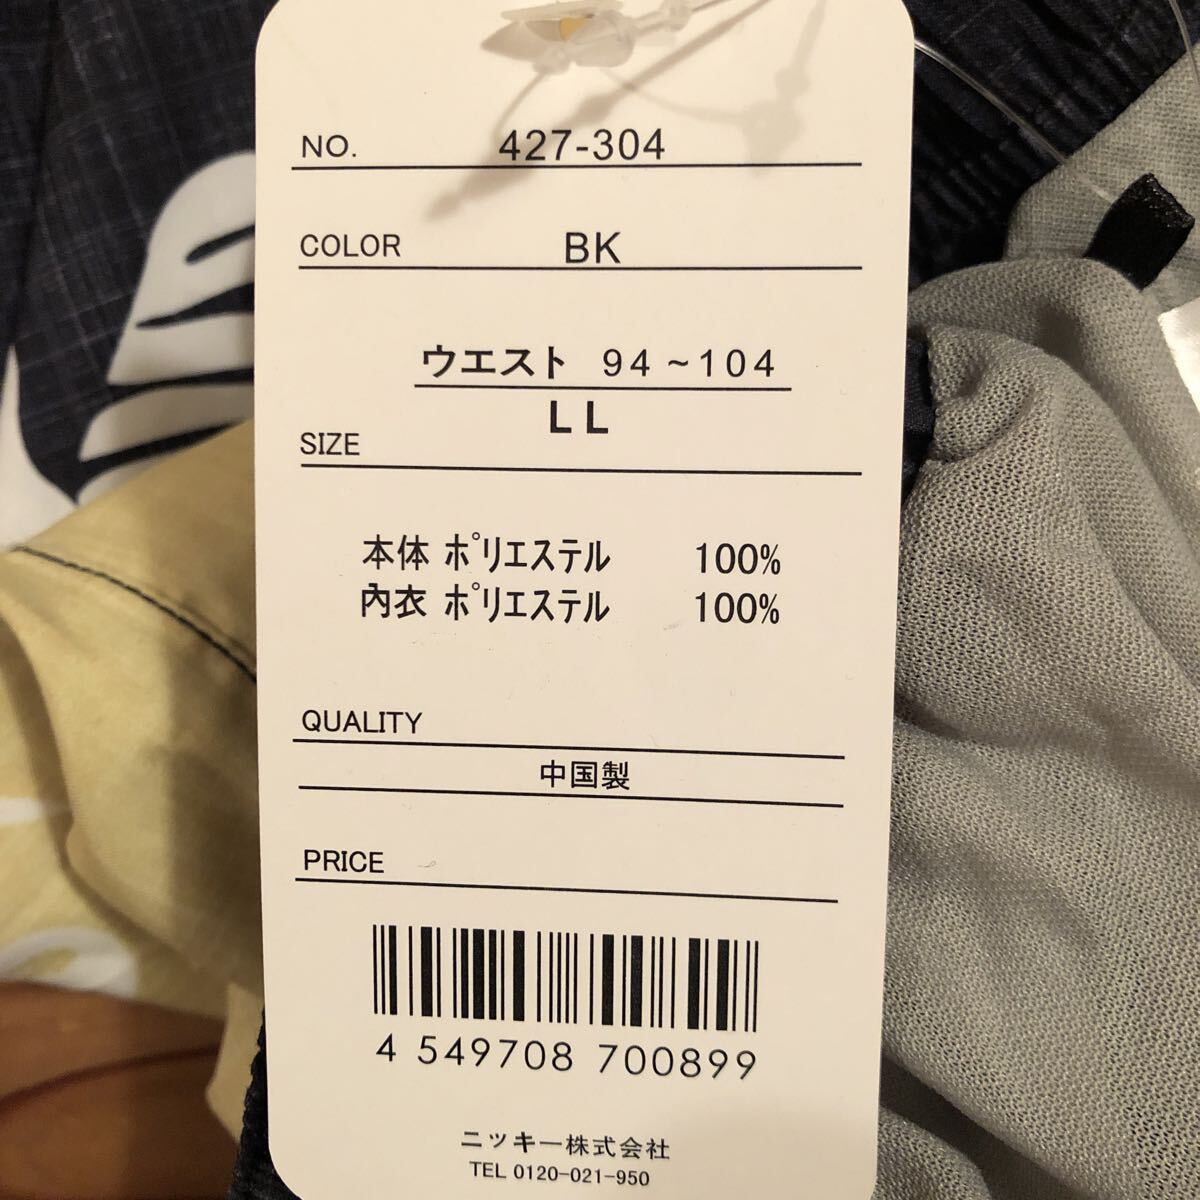 NO. 427-304
COLOR BK
ウエスト 94~104
LL
SIZE
本体 ポリエステル 100%
內衣 ポリエステル 100%
QUALITY
中国製
PRICE
4 549708 700899
ニッキー株式会社
TEL 0120-021-950